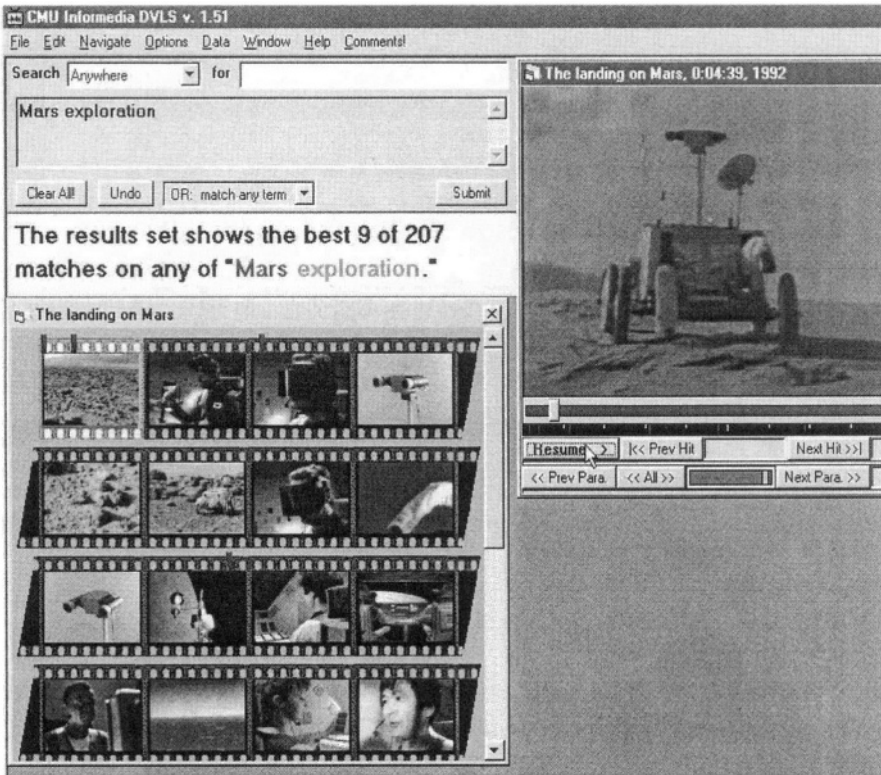 CMU Informedia DVLS v. 1.51
File Edit Navigate Options Data Window Help Comments!
Search Anywhere for
Mars exploration
Clear All! Undo OR: match any term Submit
The results set shows the best 9 of 207
matches on any of "Mars exploration."
The landing on Mars
The landing on Mars, 0:04:39, 1992
Resume > |<< Prev Hit Next Hit >>|
<< Prev Para. << All >> Next Para. >>